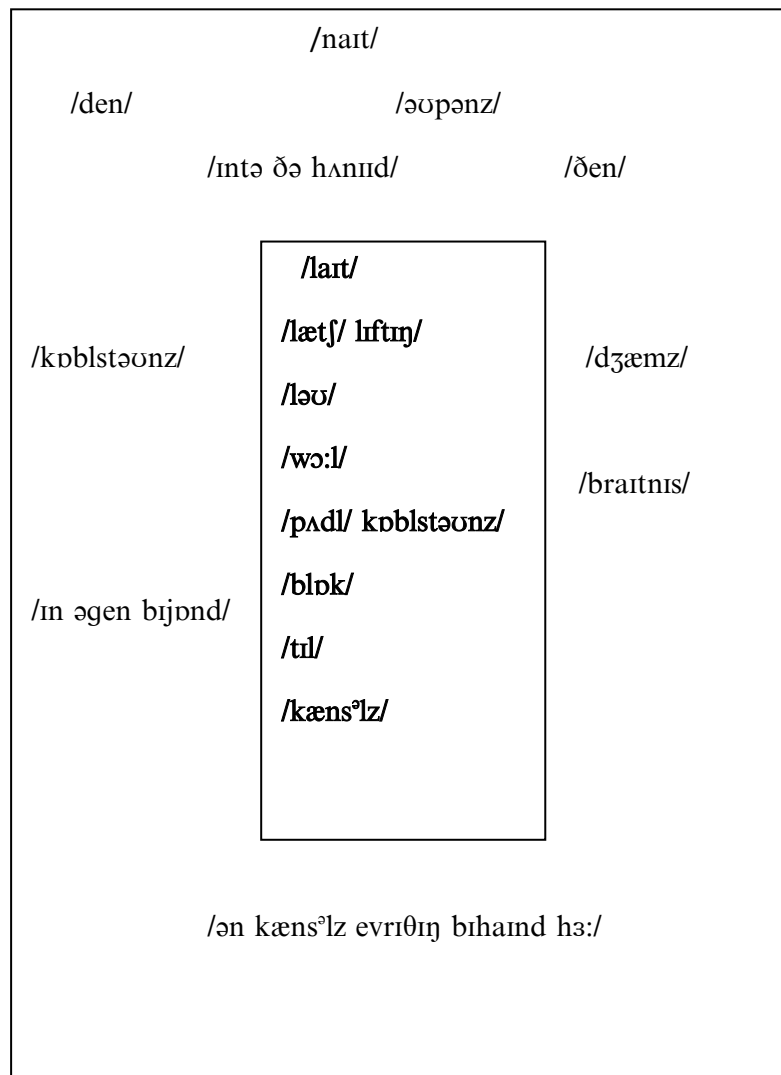 /naɪt/
/den/ /əʊpənz/
/ɪntə ðə hʌnɪɪd/ /ðen/
/laɪt/
/lætʃ/ lɪftɪŋ/
/kɒblstəʊnz/ /dʒæmz/
/ləʊ/
/wɔ:l/
/braɪtnɪs/
/pʌdl/ kɒblstəʊnz/
/blɒk/
/ɪn əgen bɪjɒnd/
/tɪl/
/kænsᵊlz/
/ən kænsᵊlz evrɪθɪŋ bɪhaɪnd hɜ:/